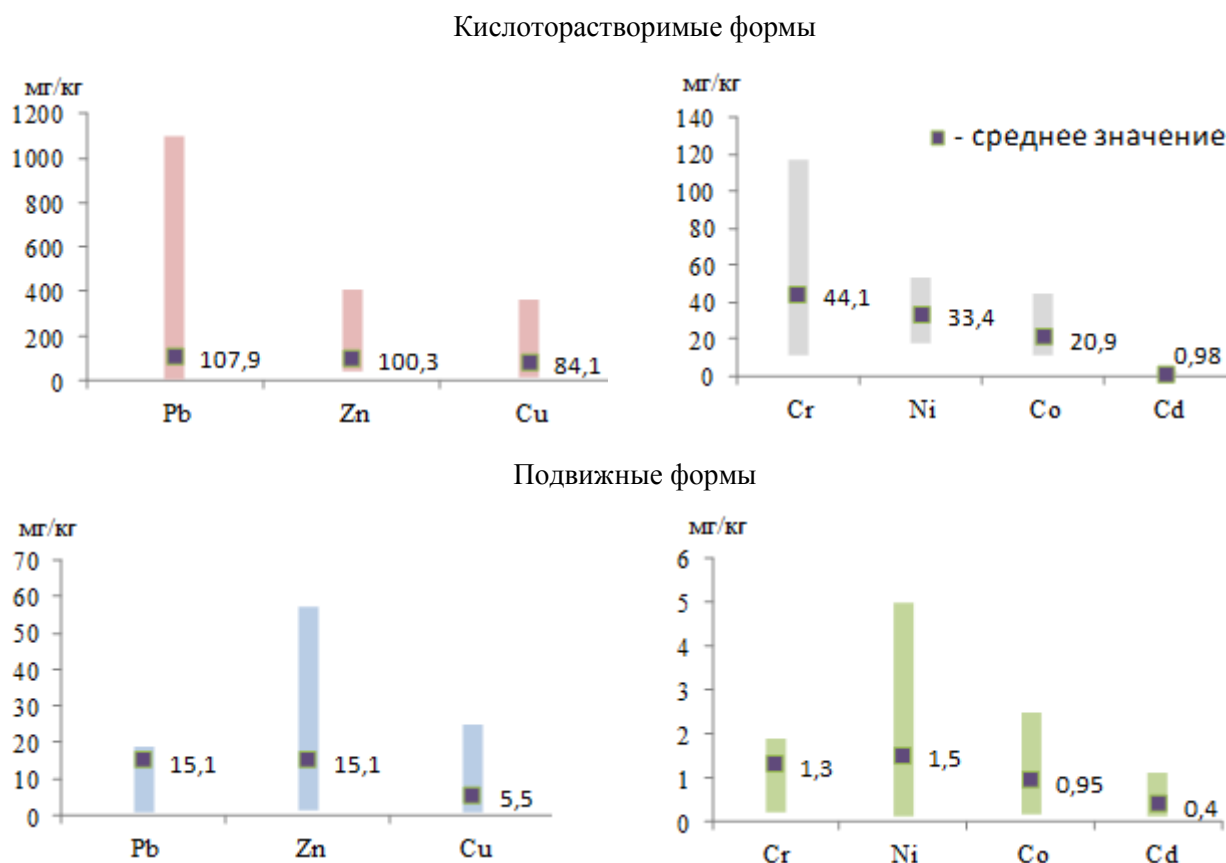 Кислоторастворимые формы
мг/кг
1200
1000
800
600
400
200
0
107,9
100,3
84,1
Pb
Zn
Cu
мг/кг
140
120
100
80
60
40
20
0
- среднее значение
44,1
33,4
20,9
0,98
Cr
Ni
Co
Cd
Подвижные формы
мг/кг
70
60
50
40
30
20
10
0
15,1
15,1
5,5
Pb
Zn
Cu
мг/кг
6
5
4
3
2
1
0
1,3
1,5
0,95
0,4
Cr
Ni
Co
Cd